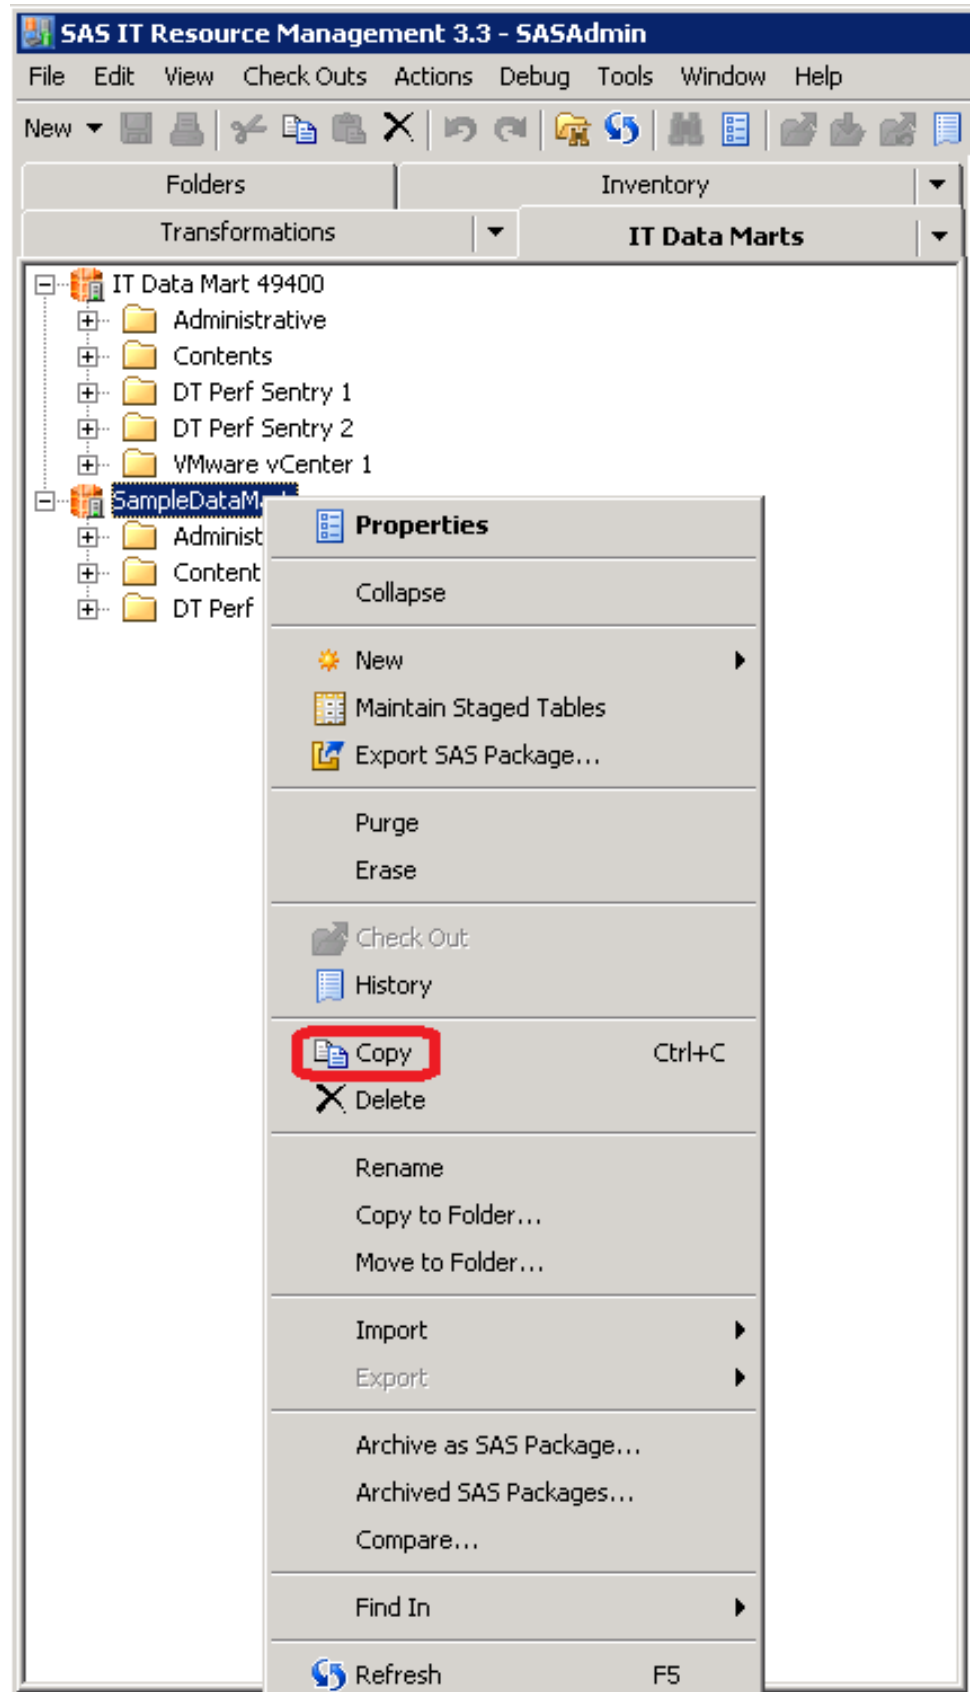 SAS IT Resource Management 3.3 - SASAdmin
File Edit View Check Outs Actions Debug Tools Window Help
New
Folders Inventory
Transformations IT Data Marts
IT Data Mart 49400
Administrative
Contents
DT Perf Sentry 1
DT Perf Sentry 2
VMware vCenter 1
SampleDataM
Administ
Content
DT Perf
Properties
Collapse
New
Maintain Staged Tables
Export SAS Package...
Purge
Erase
Check Out
History
Copy Ctrl+C
Delete
Rename
Copy to Folder...
Move to Folder...
Import
Export
Archive as SAS Package...
Archived SAS Packages...
Compare...
Find In
Refresh F5